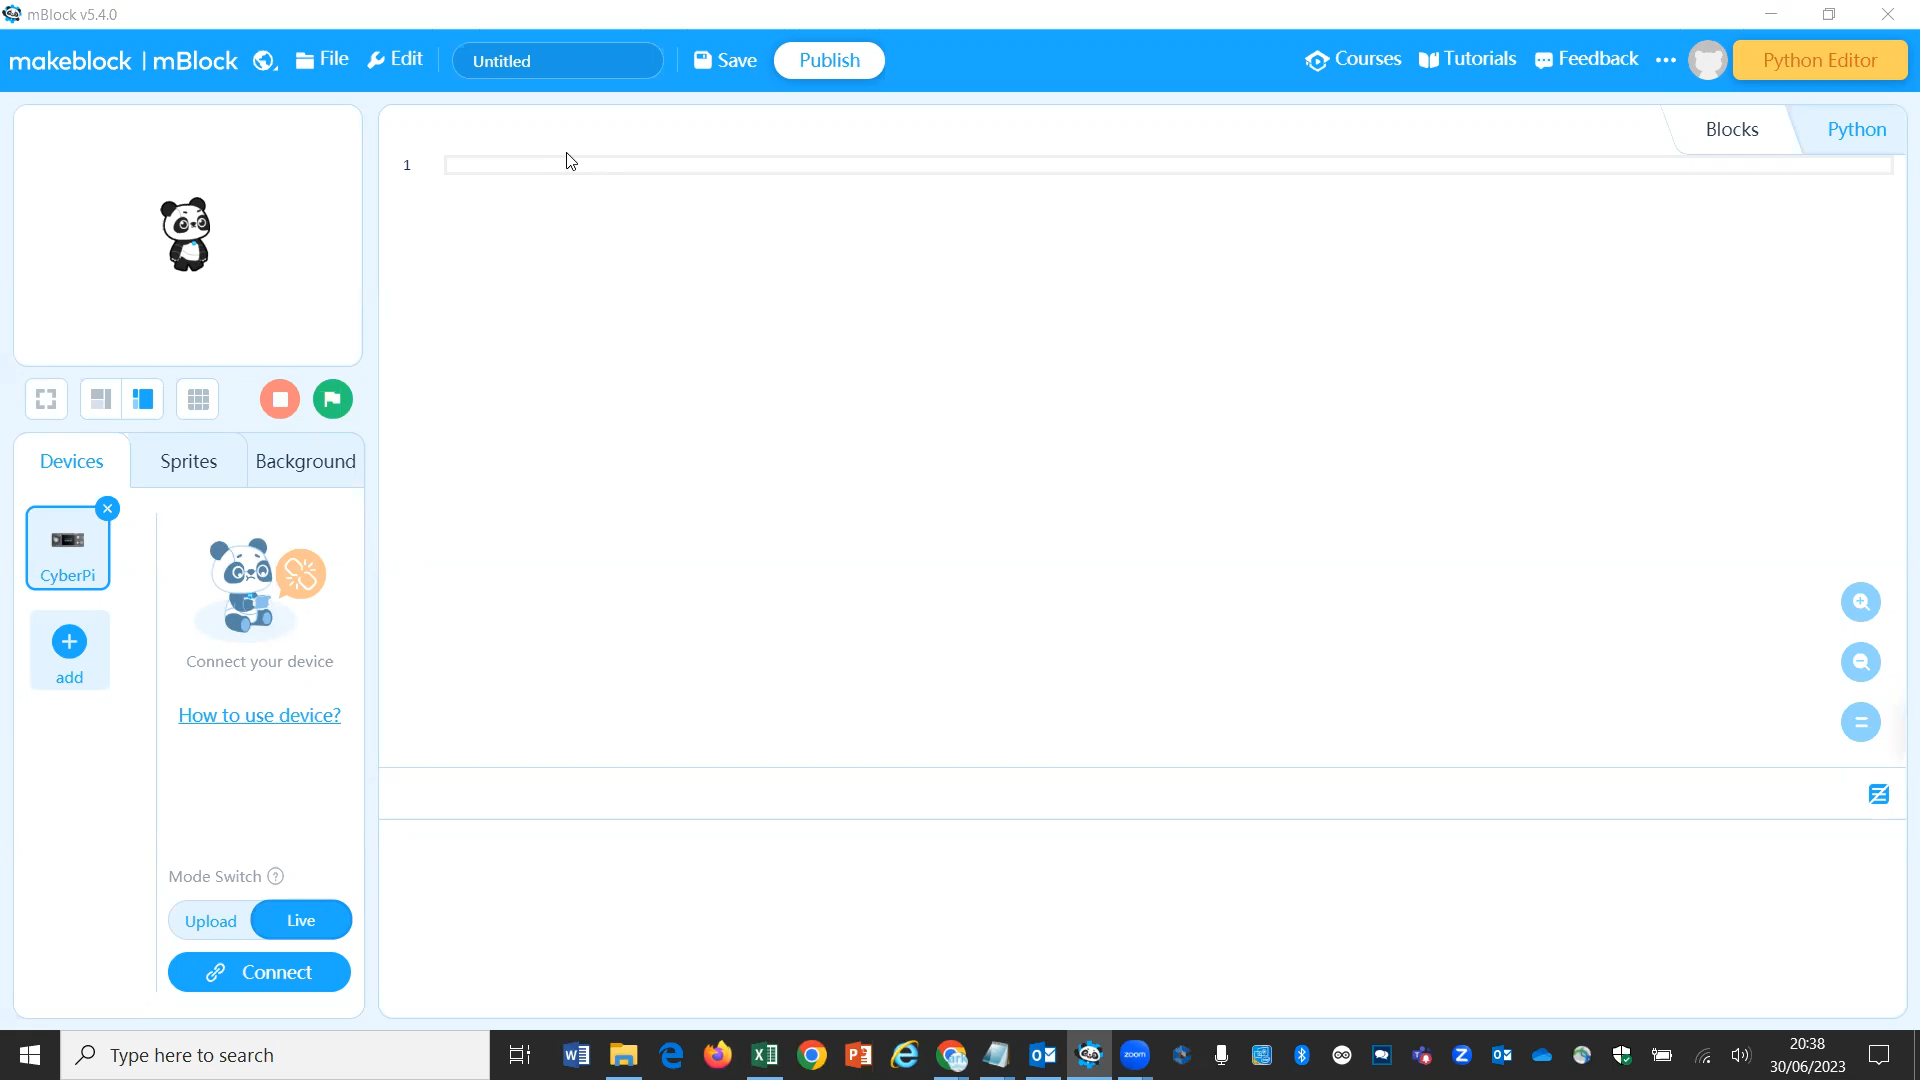 mBlock v5.4.0
makeblock | mBlock File Edit Untitled Save Publish Courses Tutorials Feedback Python Editor
Blocks Python
1
Devices Sprites Background
CyberPi
add
Connect your device
How to use device?
Mode Switch ?
Upload Live
Connect
Type here to search
zoom
20:38
30/06/2023